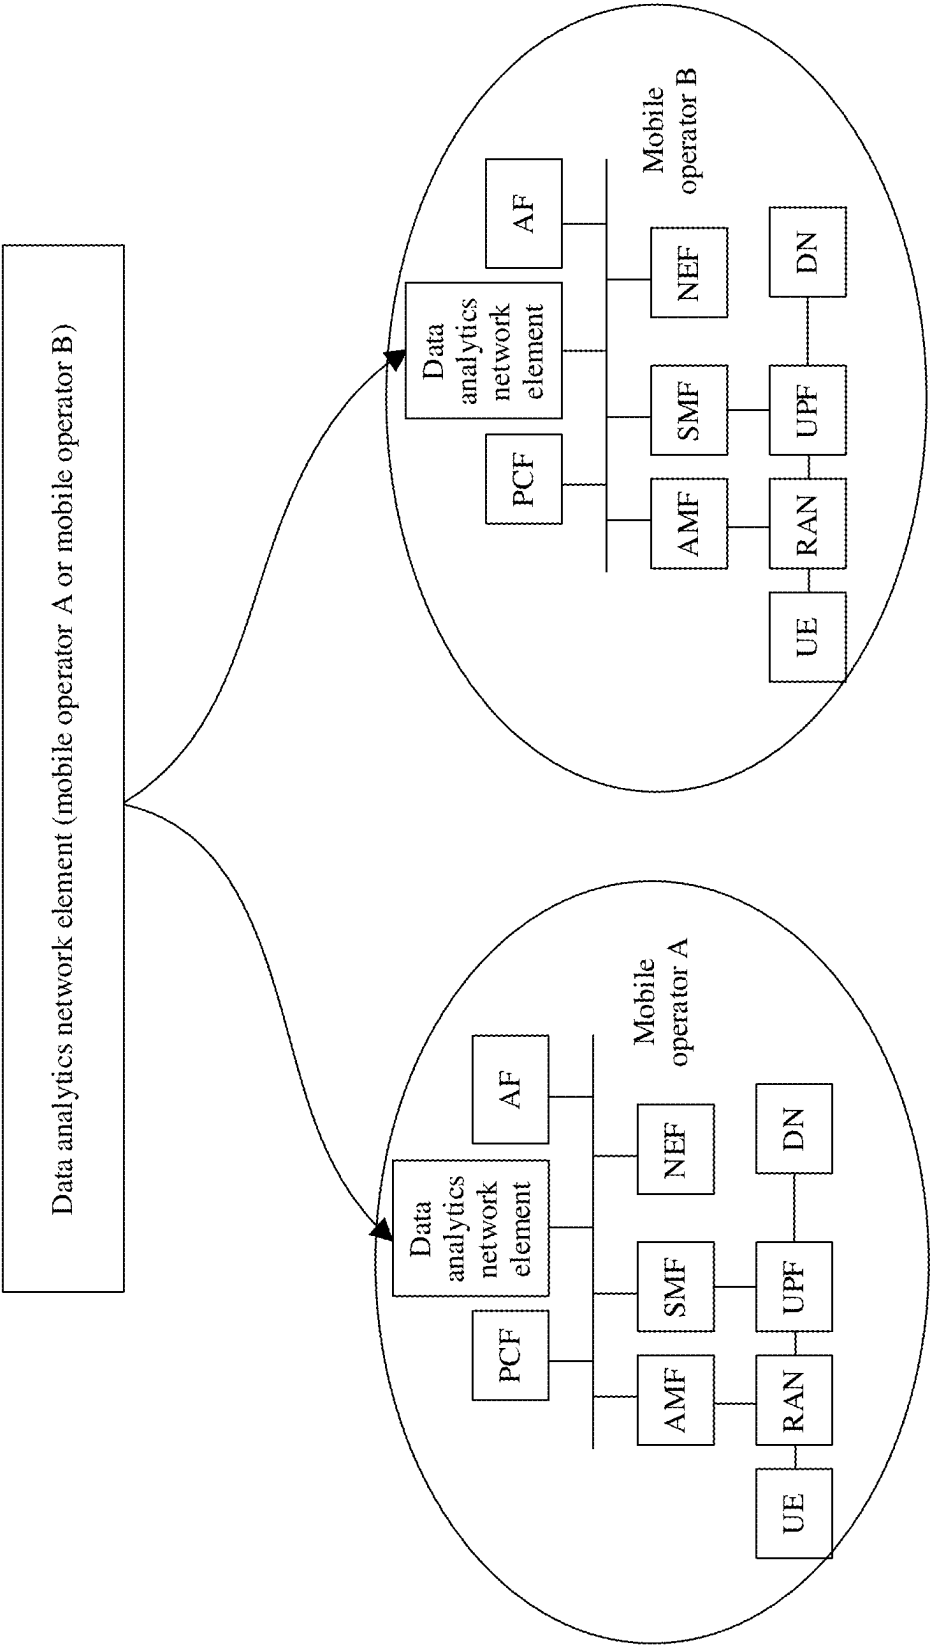 Data analytics network element (mobile operator A or mobile operator B)
Data
analytics
network
element
PCF
AF
AMF
SMF
NEF
Mobile
operator A
UE
RAN
UPF
DN
Data
analytics
network
element
PCF
AF
AMF
SMF
NEF
Mobile
operator B
UE
RAN
UPF
DN